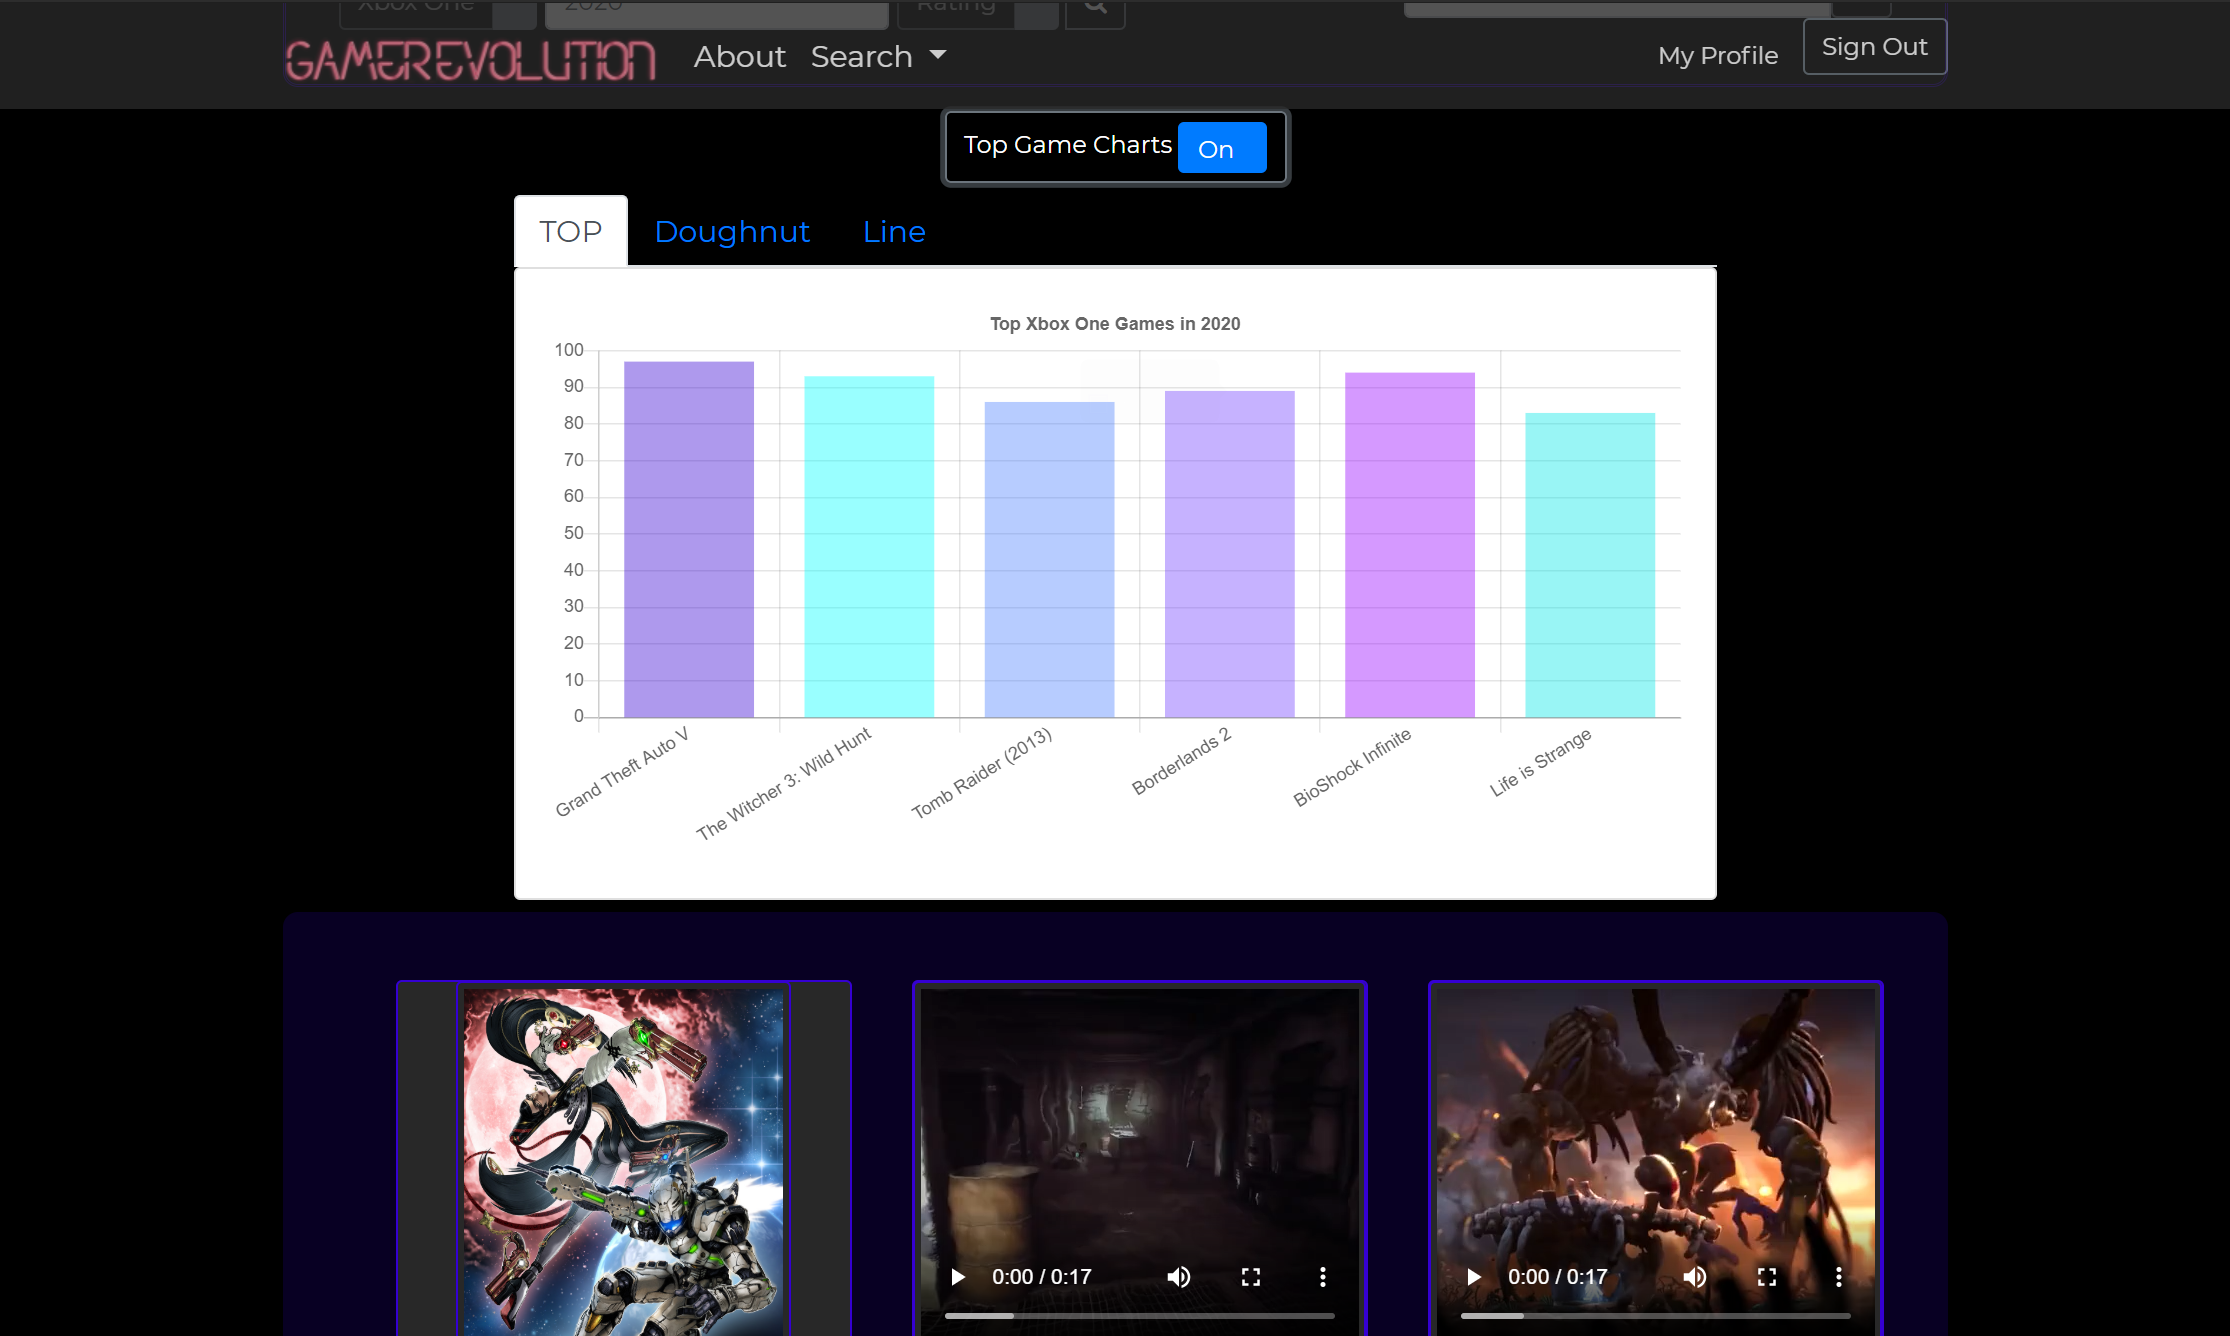 Xbox One 2020 Rating
GAMEREVOLUTION About Search My Profile Sign Out
Top Game Charts On
TOP Doughnut Line
Top Xbox One Games in 2020
100
90
80
70
60
50
40
30
20
10
0
Grand Theft Auto V
The Witcher 3: Wild Hunt
Tomb Raider (2013)
Borderlands 2
BioShock Infinite
Life is Strange
0:00 / 0:17
0:00 / 0:17